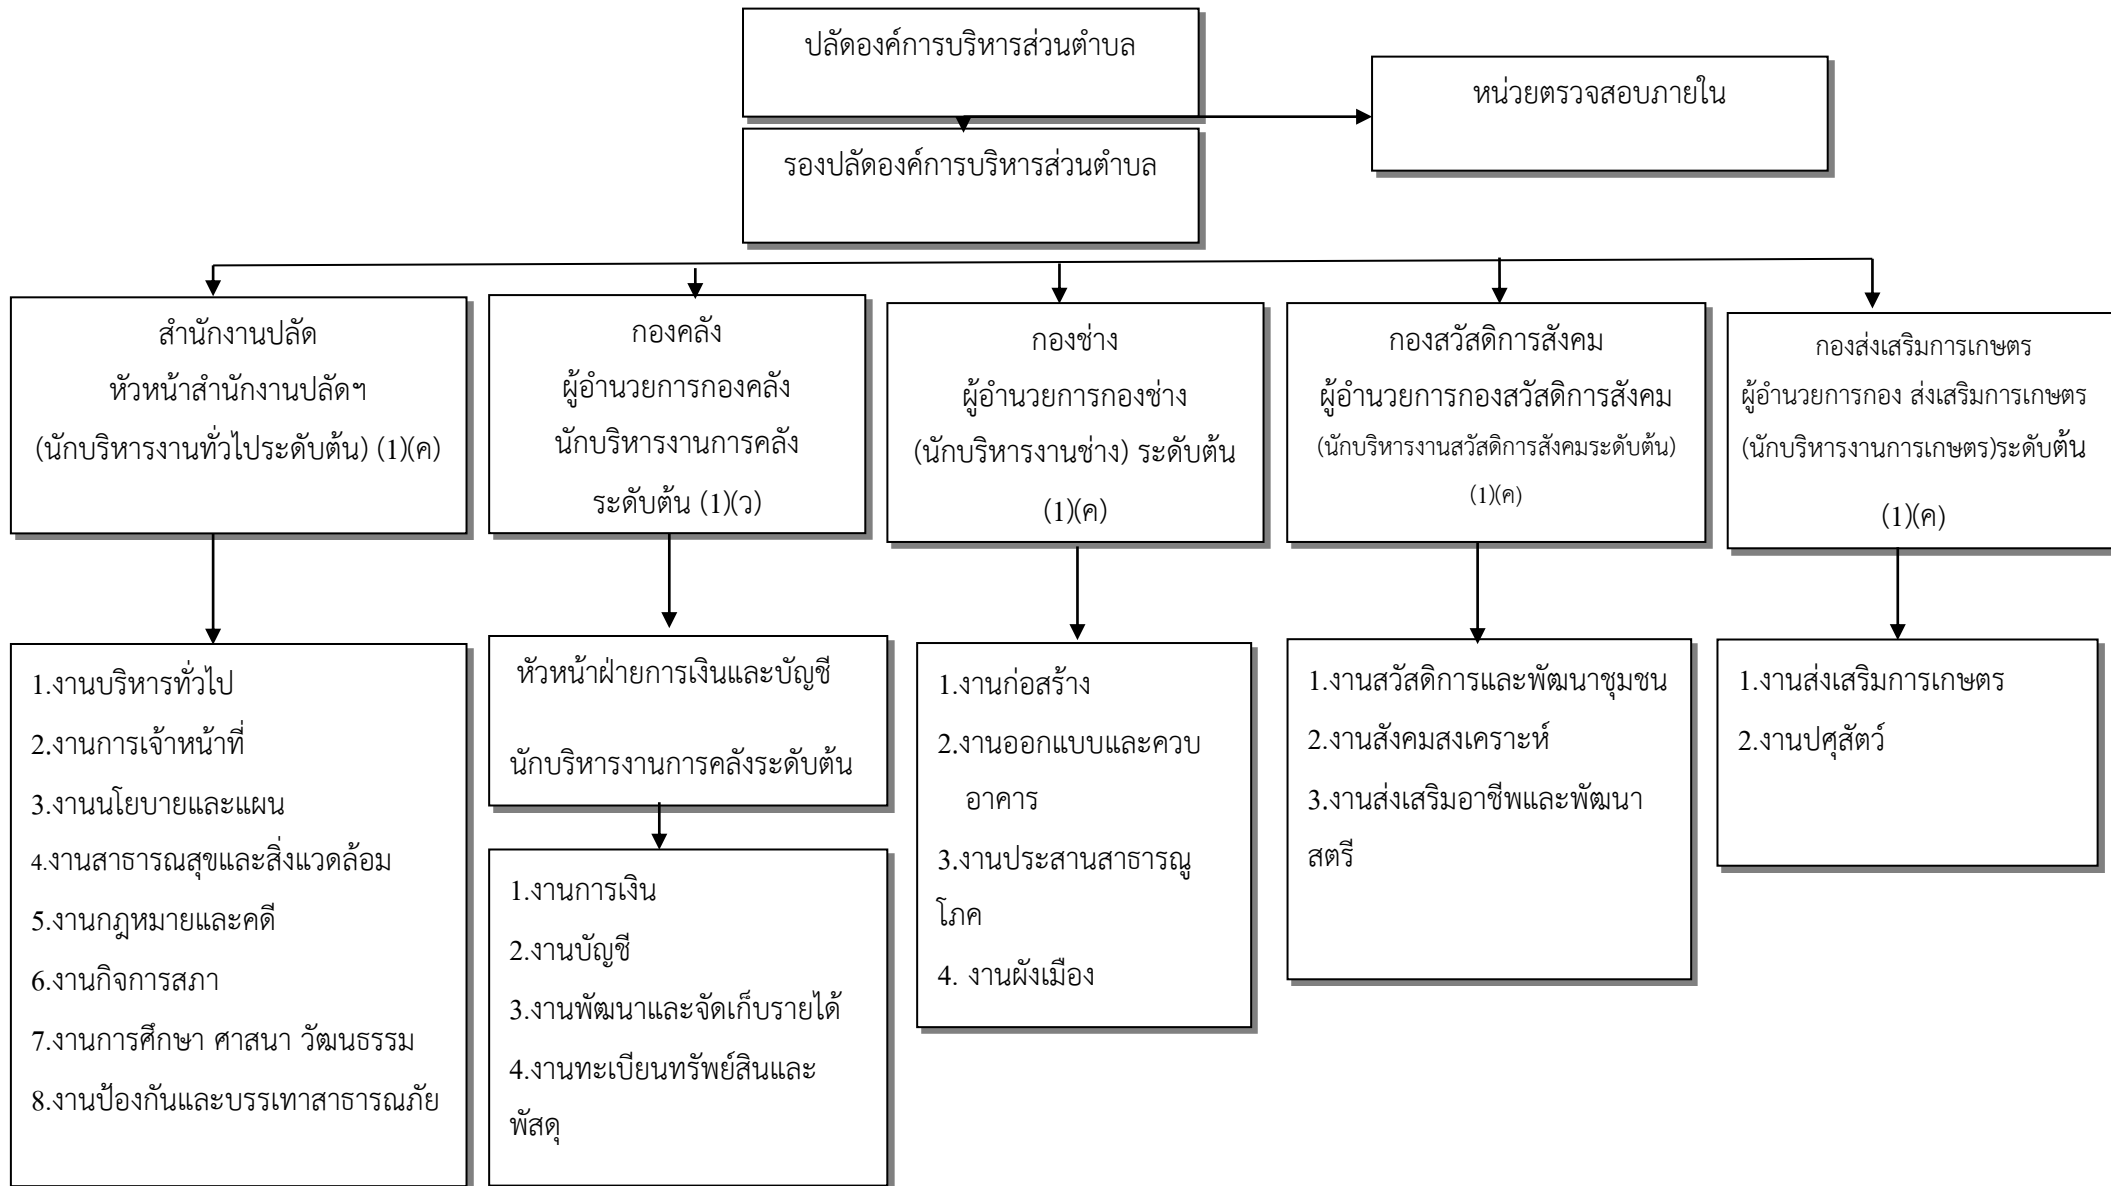 ปลัดองค์การบริหารส่วนตำบล
หน่วยตรวจสอบภายใน
รองปลัดองค์การบริหารส่วนตำบล
สำนักงานปลัด
หัวหน้าสำนักงานปลัดฯ
(นักบริหารงานทั่วไประดับต้น) (1)(ค)
กองคลัง
ผู้อำนวยการกองคลัง
นักบริหารงานการคลัง
ระดับต้น (1)(ว)
กองช่าง
ผู้อำนวยการกองช่าง
(นักบริหารงานช่าง) ระดับต้น
(1)(ค)
กองสวัสดิการสังคม
ผู้อำนวยการกองสวัสดิการสังคม
(นักบริหารงานสวัสดิการสังคมระดับต้น)
(1)(ค)
กองส่งเสริมการเกษตร
ผู้อำนวยการกอง ส่งเสริมการเกษตร
(นักบริหารงานการเกษตร)ระดับต้น
(1)(ค)
1.งานบริหารทั่วไป
2.งานการเจ้าหน้าที่
3.งานนโยบายและแผน
4.งานสาธารณสุขและสิ่งแวดล้อม
5.งานกฎหมายและคดี
6.งานกิจการสภา
7.งานการศึกษา ศาสนา วัฒนธรรม
8.งานป้องกันและบรรเทาสาธารณภัย
หัวหน้าฝ่ายการเงินและบัญชี
นักบริหารงานการคลังระดับต้น
1.งานการเงิน
2.งานบัญชี
3.งานพัฒนาและจัดเก็บรายได้
4.งานทะเบียนทรัพย์สินและ
พัสดุ
1.งานก่อสร้าง
2.งานออกแบบและควบ
อาคาร
3.งานประสานสาธารณู
โภค
4. งานผังเมือง
1.งานสวัสดิการและพัฒนาชุมชน
2.งานสังคมสงเคราะห์
3.งานส่งเสริมอาชีพและพัฒนา
สตรี
1.งานส่งเสริมการเกษตร
2.งานปศุสัตว์